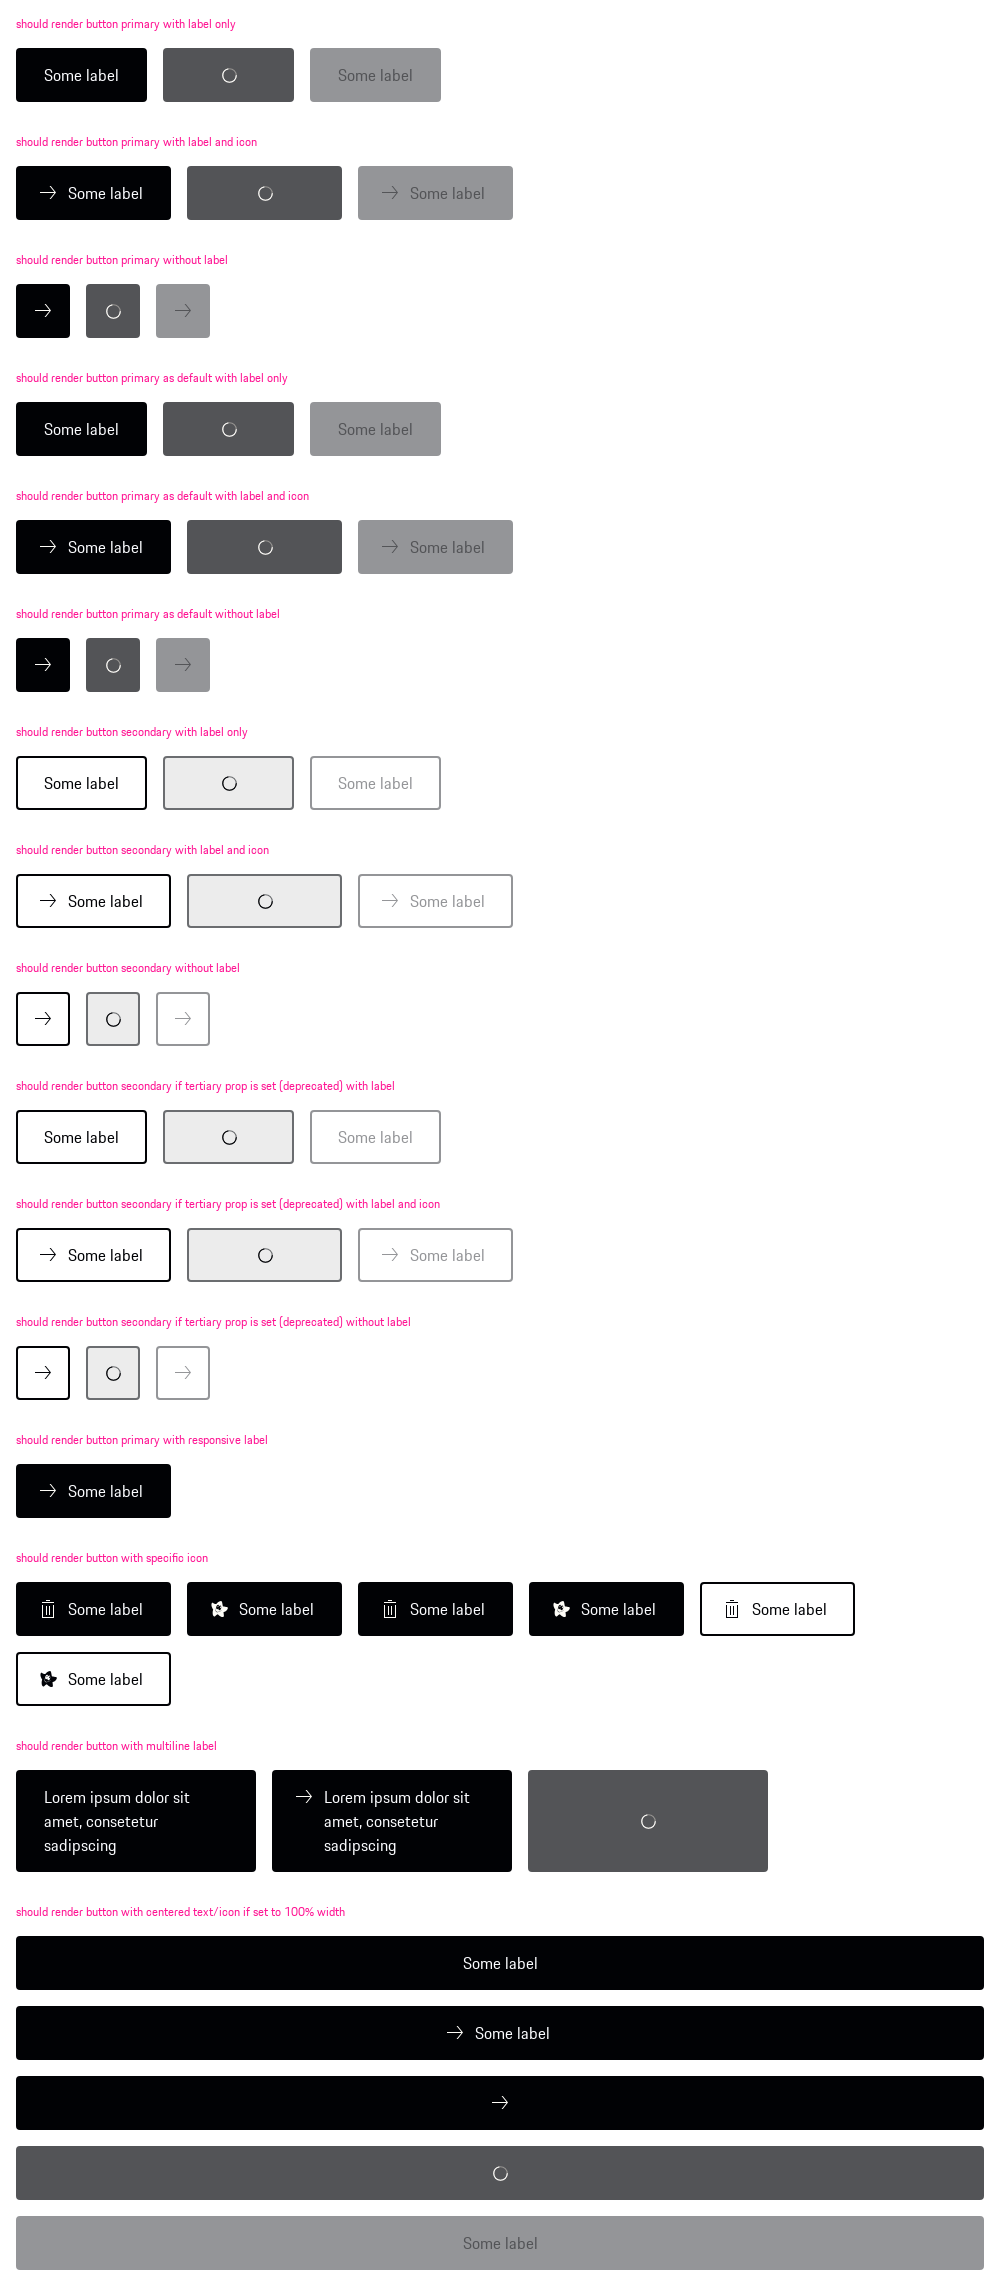 should render button primary with label only
Some label Some label
should render button primary with label and icon
Some label Some label
should render button primary without label
should render button primary as default with label only
Some label Some label
should render button primary as default with label and icon
Some label Some label
should render button primary as default without label
should render button secondary with label only
Some label Some label
should render button secondary with label and icon
Some label Some label
should render button secondary without label
should render button secondary if tertiary prop is set (deprecated) with label
Some label Some label
should render button secondary if tertiary prop is set (deprecated) with label and icon
Some label Some label
should render button secondary if tertiary prop is set (deprecated) without label
should render button primary with responsive label
Some label
should render button with specific icon
Some label Some label Some label Some label Some label
Some label
should render button with multiline label
Lorem ipsum dolor sit
amet, consetetur
sadipscing
Lorem ipsum dolor sit
amet, consetetur
sadipscing
should render button with centered text/icon if set to 100% width
Some label
Some label
Some label